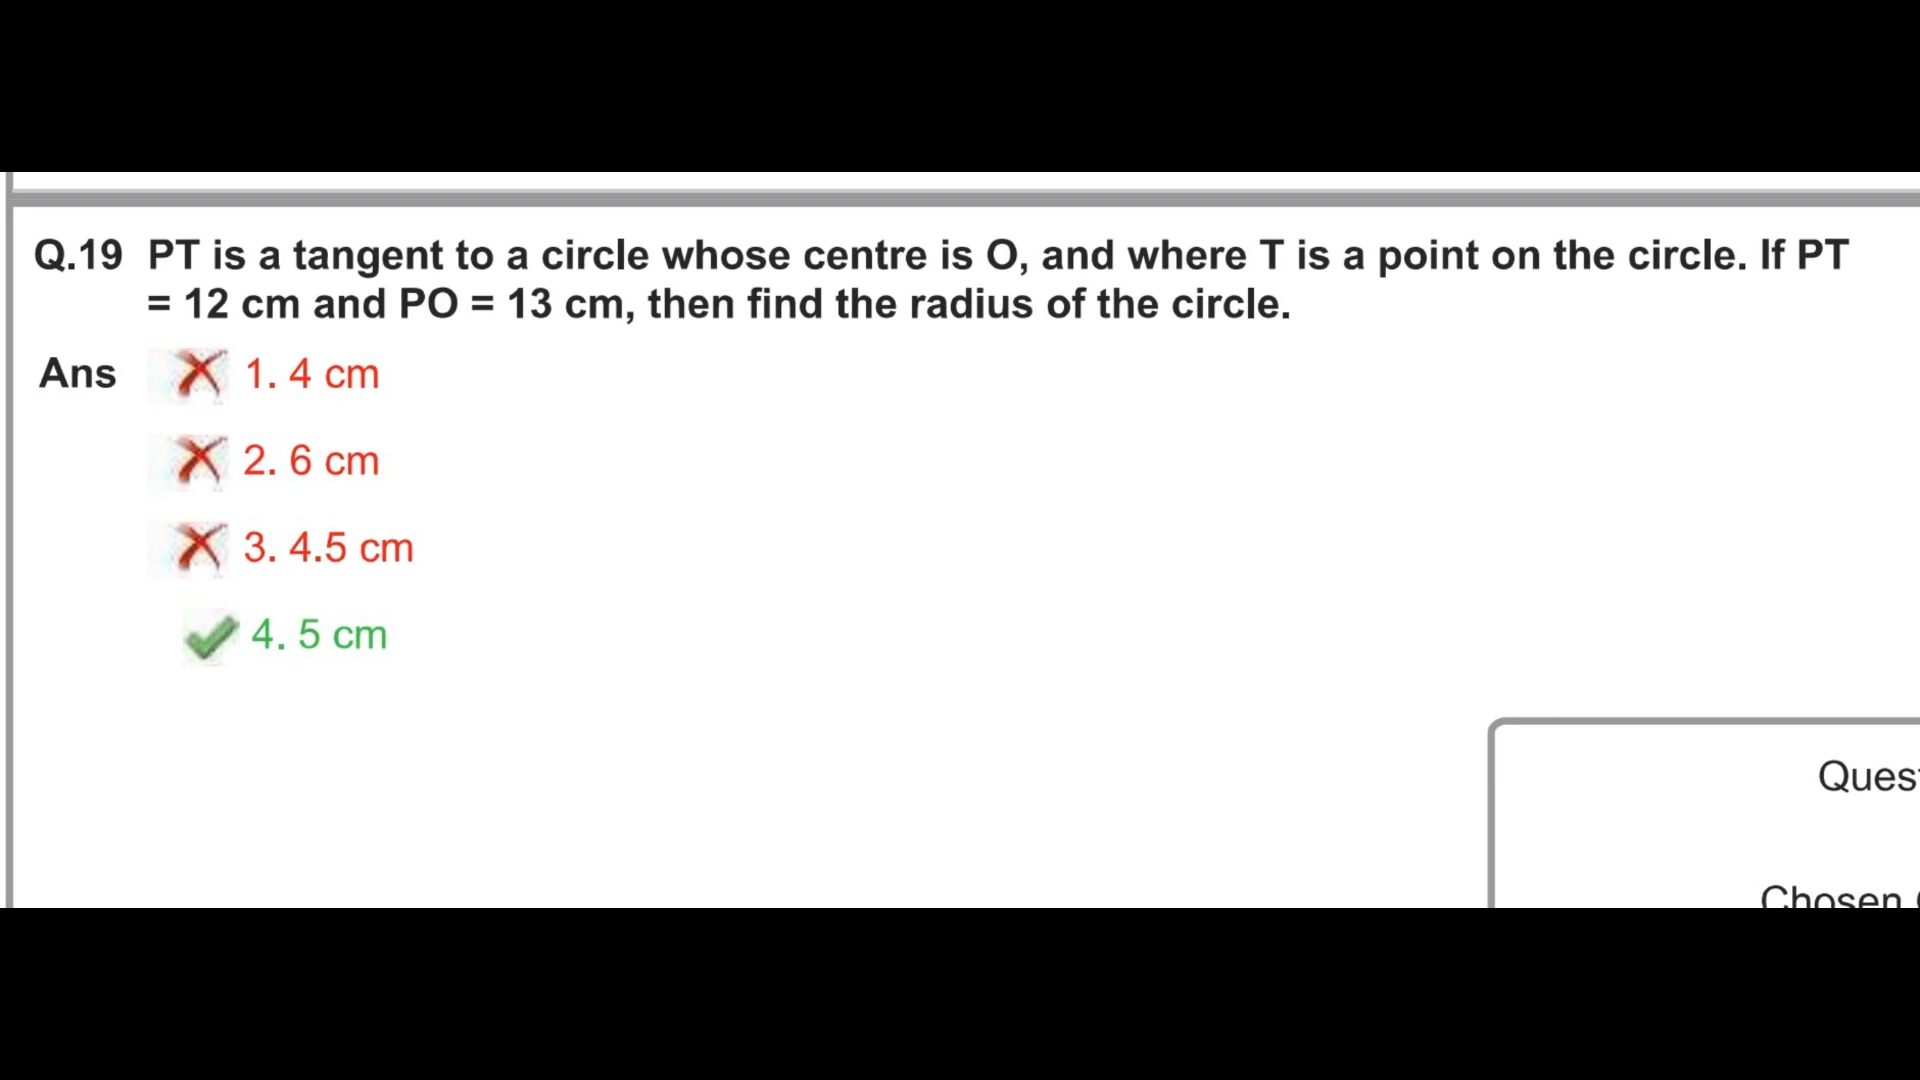 Q.19 PT is a tangent to a circle whose centre is O, and where T is a point on the circle. If PT
= 12 cm and PO = 13 cm, then find the radius of the circle.
Ans 1. 4 cm
2. 6 cm
3. 4.5 cm
4. 5 cm
Ques
Chosen